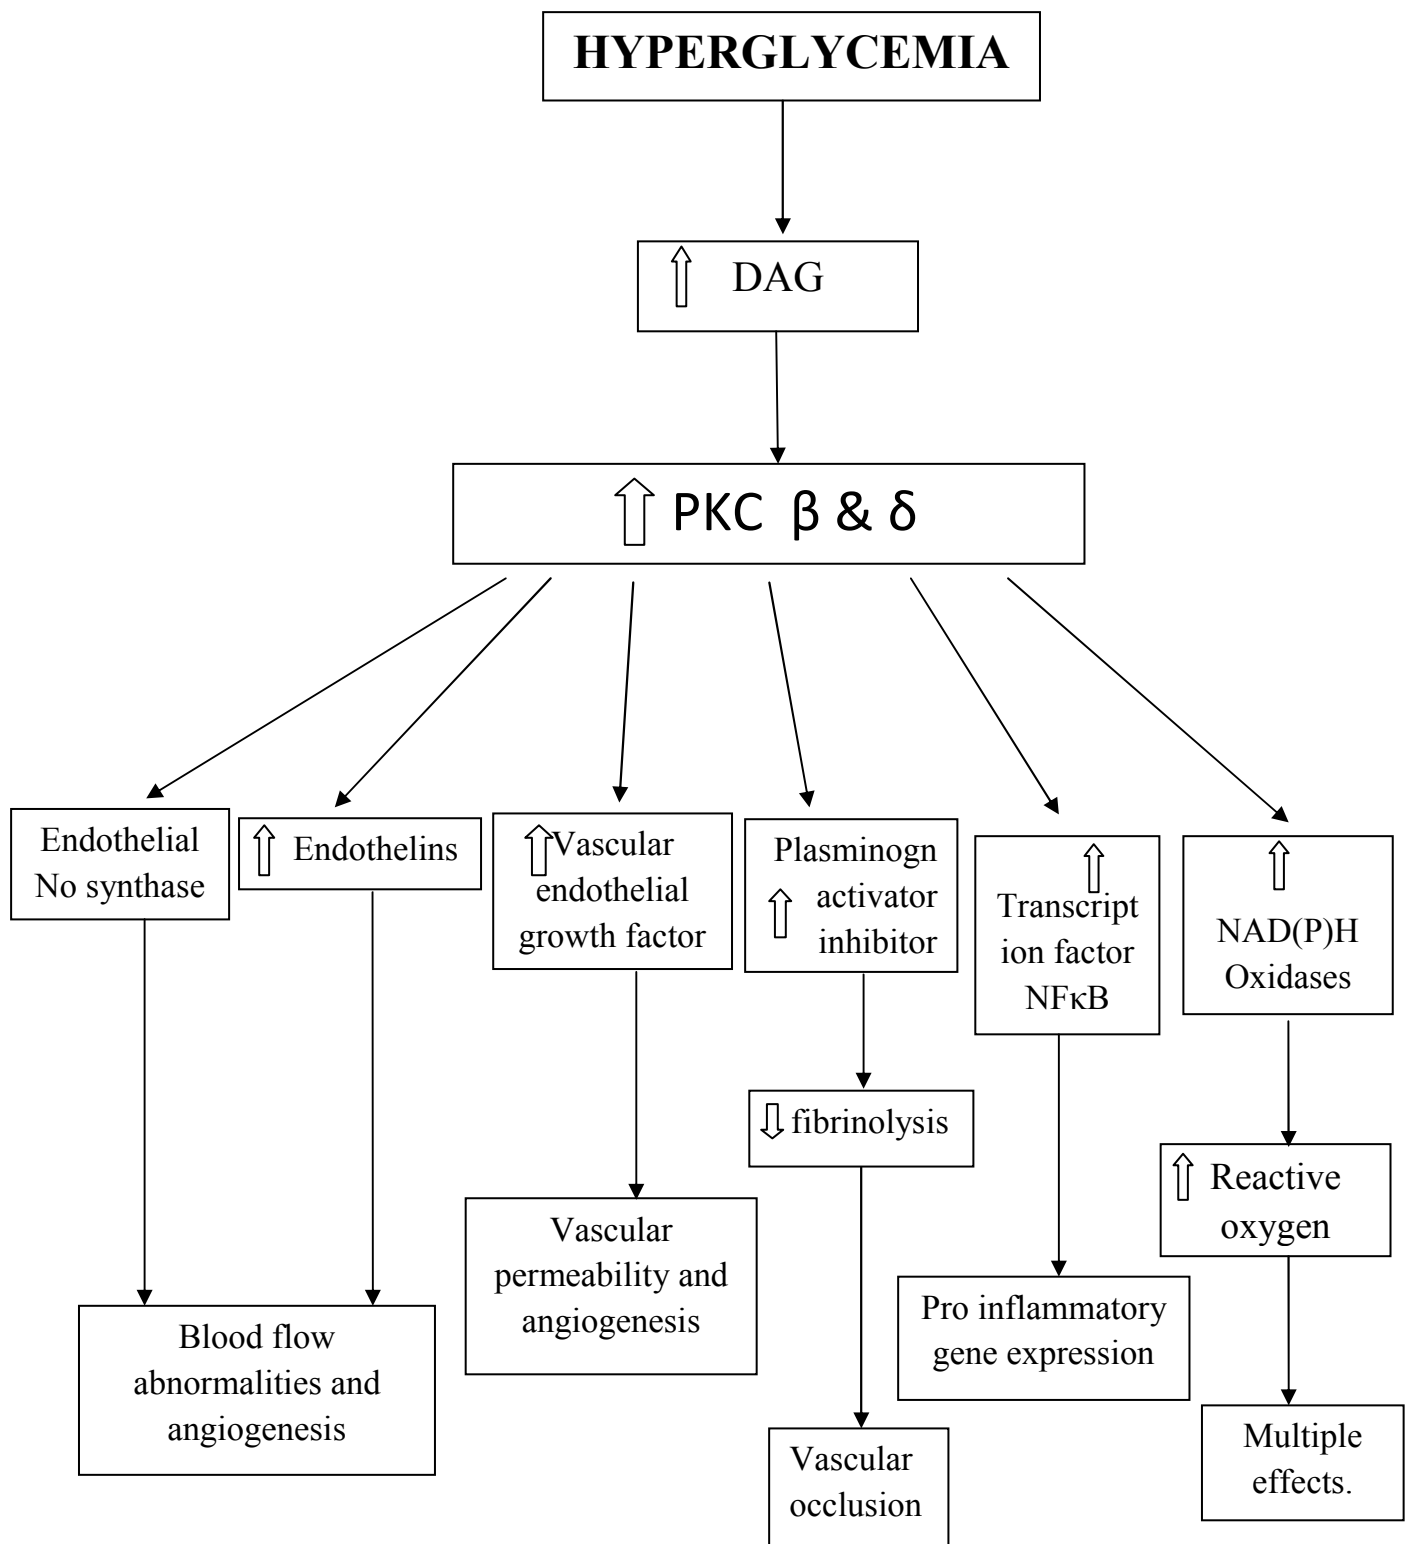 HYPERGLYCEMIA
DAG
PKC β & δ
Endothelial
No synthase
Endothelins
Vascular
endothelial
growth factor
Plasminogn
activator
inhibitor
Transcript
ion factor
NFκB
NAD(P)H
Oxidases
fibrinolysis
Reactive
oxygen
Vascular
permeability and
angiogenesis
Pro inflammatory
gene expression
Blood flow
abnormalities and
angiogenesis
Multiple
effects.
Vascular
occlusion